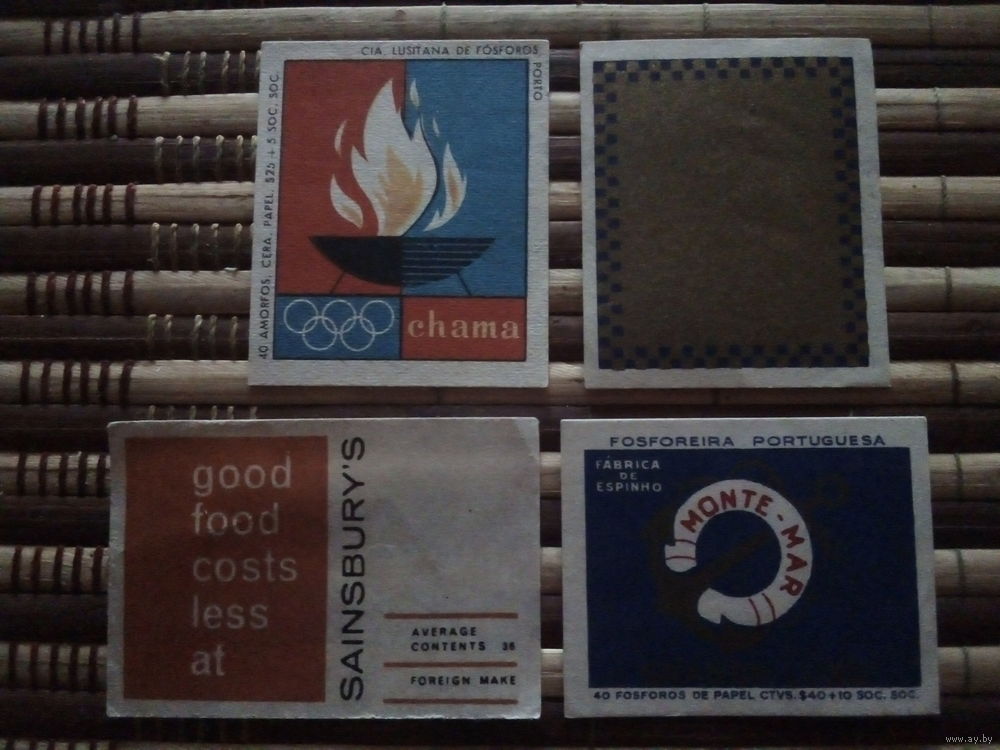 CIA. LUSITANA DE FÓSFOROS, PORTO
40 AMORFOS, CERA, PAPEL, $25 + 5 SOC. SOC.
chama
good
food
costs
less
at
SAINSBURY'S
AVERAGE
CONTENTS 36
FOREIGN MAKE
FOSFOREIRA PORTUGUESA
FÁBRICA
DE
ESPINHO
MONTE-MAR
40 FOSFOROS DE PAPEL CTVS. $40+10 SOC. SOC.
www.ay.by